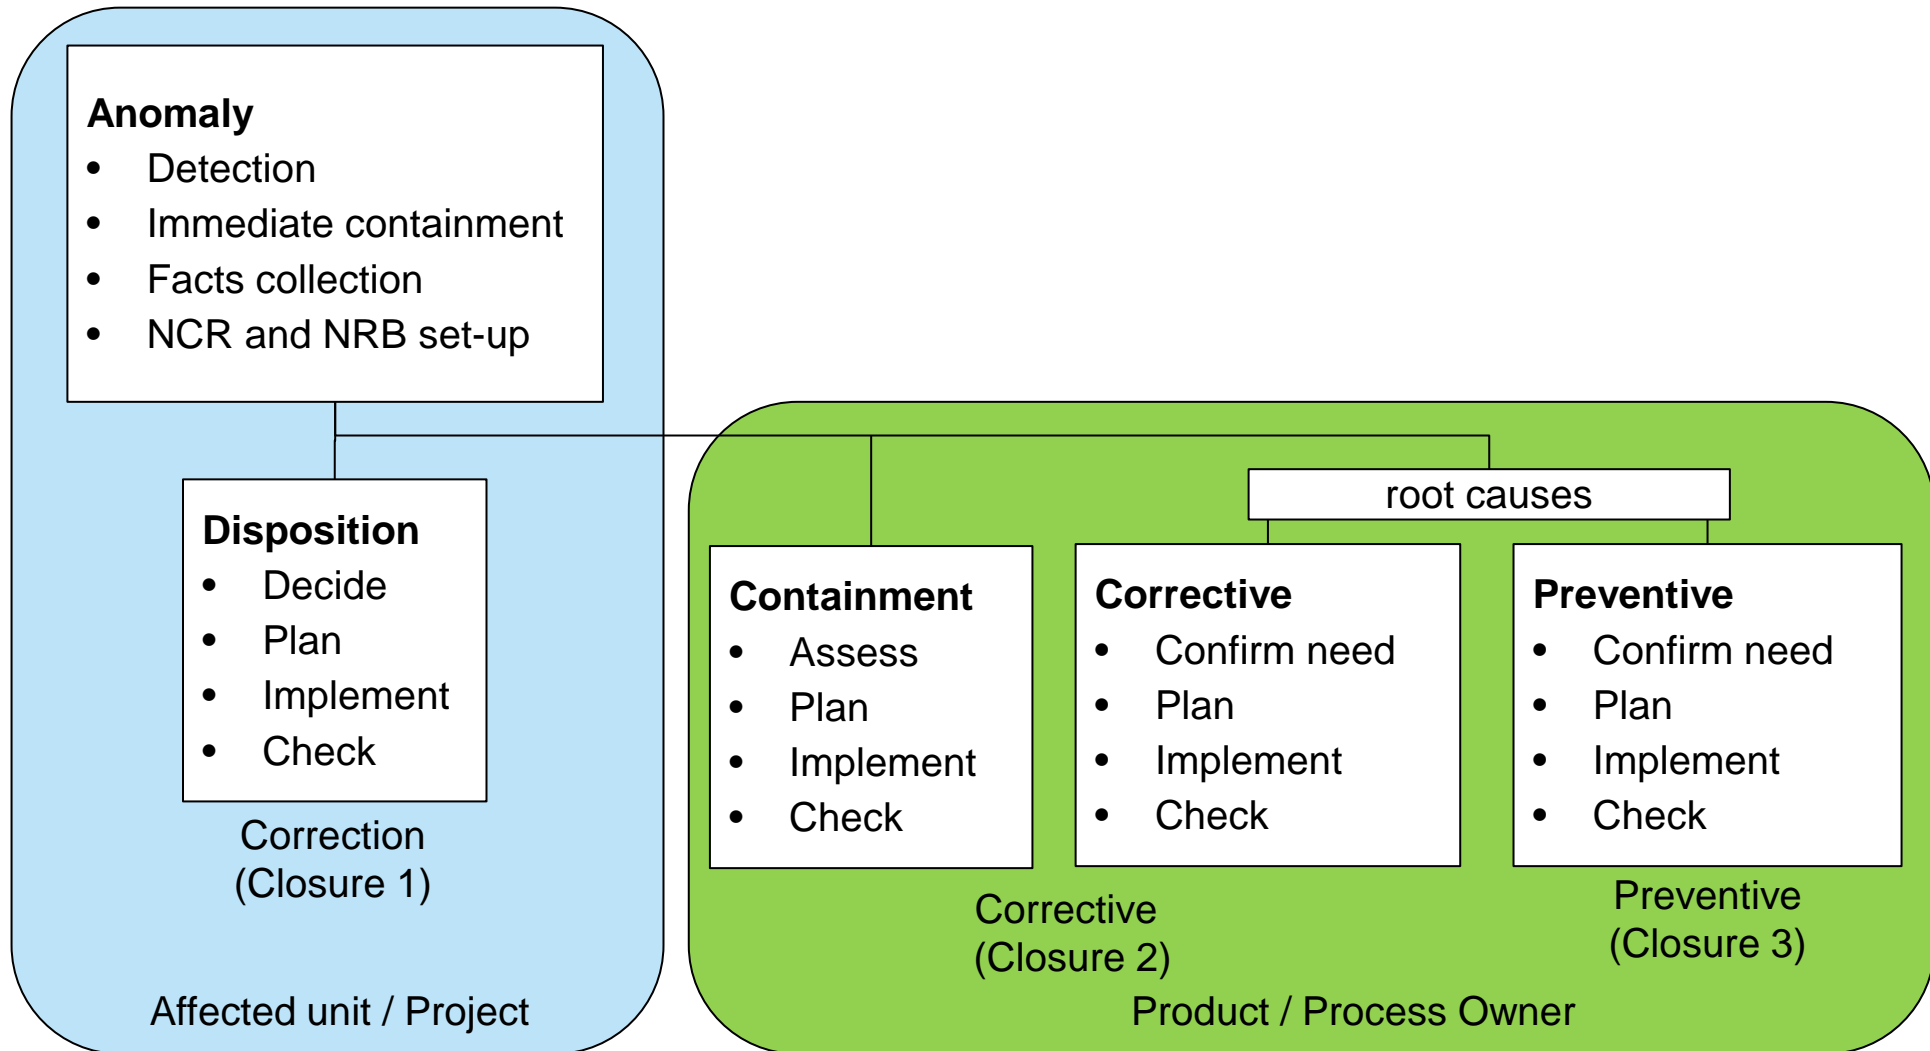 Anomaly
• Detection
• Immediate containment
• Facts collection
• NCR and NRB set-up
Disposition
• Decide
• Plan
• Implement
• Check
Correction
(Closure 1)
Affected unit / Project
root causes
Containment
• Assess
• Plan
• Implement
• Check
Corrective
• Confirm need
• Plan
• Implement
• Check
Preventive
• Confirm need
• Plan
• Implement
• Check
Corrective
(Closure 2)
Preventive
(Closure 3)
Product / Process Owner